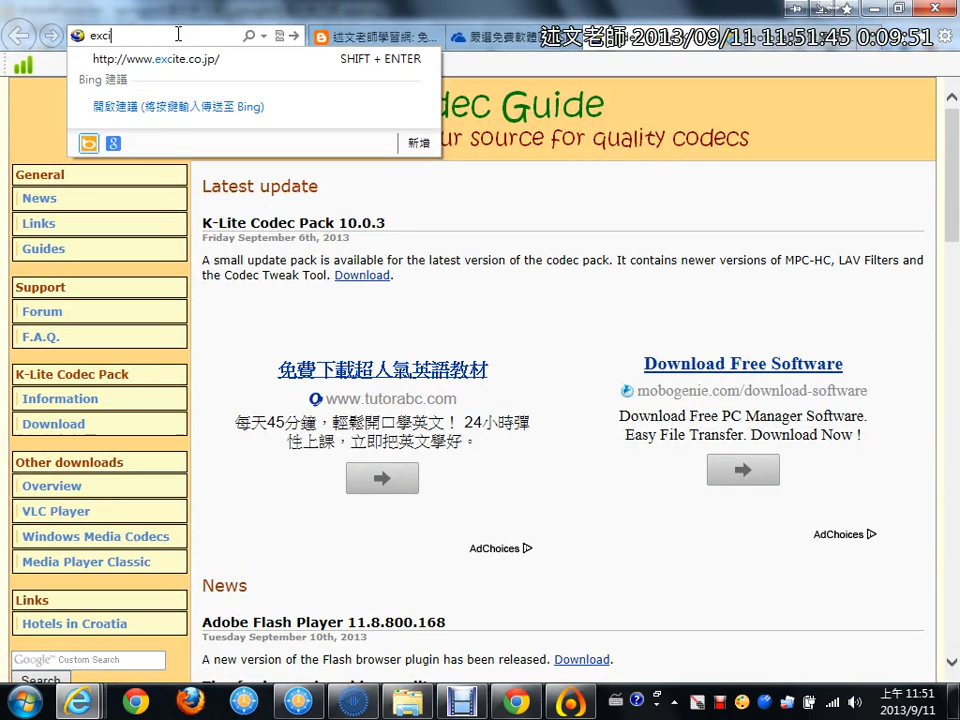 exci
述文老師學習網: 免...
嚴選免費軟體
述文老師 2013/09/11 11:51:45 0:09:51
http://www.excite.co.jp/ SHIFT + ENTER
Bing 建議
開啟建議 (將按鍵輸入傳送至 Bing)
新增
dec Guide
ur source for quality codecs
General
News
Links
Guides
Support
Forum
F.A.Q.
K-Lite Codec Pack
Information
Download
Other downloads
Overview
VLC Player
Windows Media Codecs
Media Player Classic
Links
Hotels in Croatia
Google™ Custom Search
Search
Latest update
K-Lite Codec Pack 10.0.3
Friday September 6th, 2013
A small update pack is available for the latest version of the codec pack. It contains newer versions of MPC-HC, LAV Filters and
the Codec Tweak Tool. Download.
免費下載超人氣英語教材
www.tutorabc.com
每天45分鐘，輕鬆開口學英文！ 24小時彈
性上課，立即把英文學好。
AdChoices
Download Free Software
mobogenie.com/download-software
Download Free PC Manager Software.
Easy File Transfer. Download Now !
AdChoices
News
Adobe Flash Player 11.8.800.168
Tuesday September 10th, 2013
A new version of the Flash browser plugin has been released. Download.
上午 11:51
2013/9/11